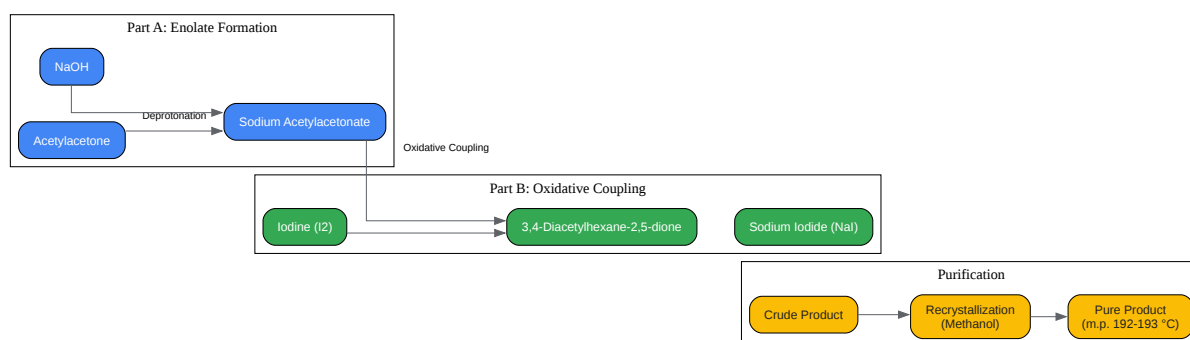 Part A: Enolate Formation
NaOH
Deprotonation
Sodium Acetylacetonate
Acetylacetone
Oxidative Coupling
Part B: Oxidative Coupling
Iodine (I2)
3,4-Diacetylhexane-2,5-dione
Sodium Iodide (NaI)
Purification
Crude Product
Recrystallization
(Methanol)
Pure Product
(m.p. 192-193 °C)